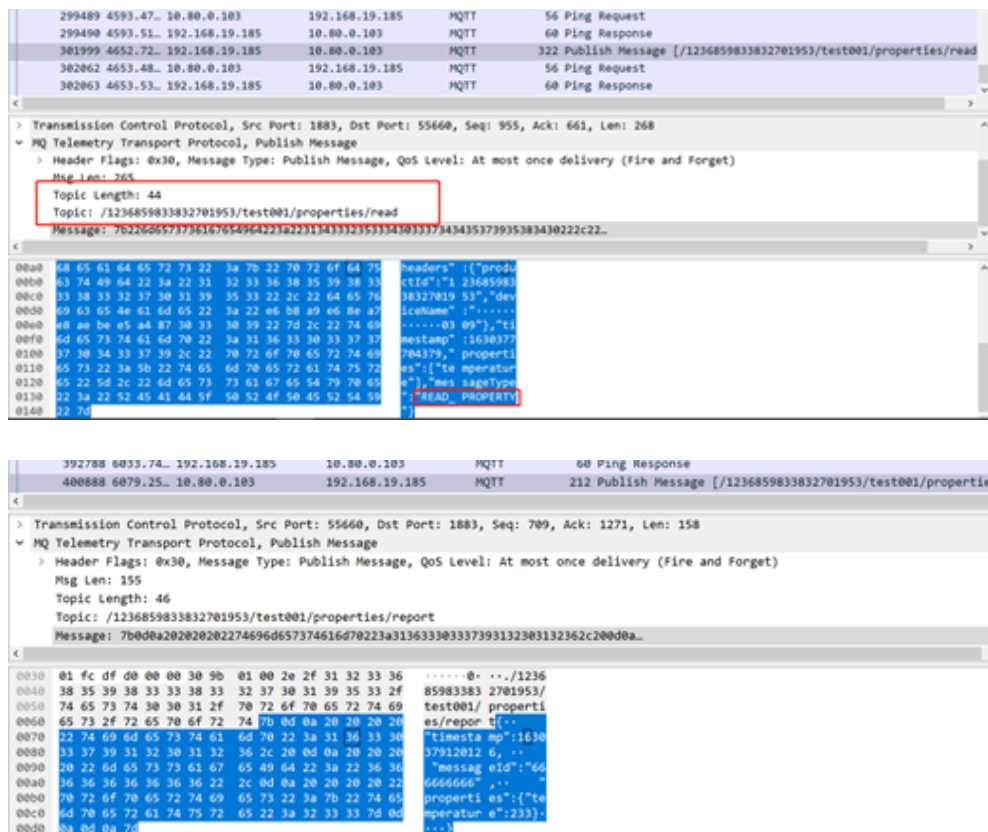 299489 4593.47… 10.80.0.103 192.168.19.185 MQTT 56 Ping Request
299490 4593.51… 192.168.19.185 10.80.0.103 MQTT 60 Ping Response
301999 4652.72… 192.168.19.185 10.80.0.103 MQTT 322 Publish Message [/1236859833832701953/test001/properties/read
302062 4653.48… 10.80.0.103 192.168.19.185 MQTT 56 Ping Request
302063 4653.53… 192.168.19.185 10.80.0.103 MQTT 60 Ping Response
Transmission Control Protocol, Src Port: 1883, Dst Port: 55660, Seq: 955, Ack: 661, Len: 268
MQ Telemetry Transport Protocol, Publish Message
Header Flags: 0x30, Message Type: Publish Message, QoS Level: At most once delivery (Fire and Forget)
Msg Len: 265
Topic Length: 44
Topic: /1236859833832701953/test001/properties/read
00a0 68 65 61 64 65 72 73 22 3a 7b 22 70 72 6f 64 75 headers" :{"produ
00b0 63 74 49 64 22 3a 22 31 32 33 36 38 35 39 38 33 ctId":"1 23685983
00c0 33 38 33 32 37 30 31 39 35 33 22 2c 22 64 65 76 38327019 53","dev
00d0 69 63 65 4e 61 6d 65 22 3a 22 e6 b8 a9 e6 8e a7 iceName" :"······
00e0 e8 ae be e5 a4 87 30 33 30 39 22 7d 2c 22 74 69 ······03 09"},"ti
00f0 6d 65 73 74 61 6d 70 22 3a 31 36 33 30 33 37 37 mestamp" :1630377
0100 37 30 34 33 37 39 2c 22 70 72 6f 70 65 72 74 69 704379," properti
0110 65 73 22 3a 5b 22 74 65 6d 70 65 72 61 74 75 72 es":["te mperatur
0120 65 22 5d 2c 22 6d 65 73 73 61 67 65 54 79 70 65 e"],"mes sageType
0130 22 3a 22 52 45 41 44 5f 50 52 4f 50 45 52 54 59 ":"READ_ PROPERTY
0140 22 7d "}
392788 6033.74… 192.168.19.185 10.80.0.103 MQTT 60 Ping Response
400888 6079.25… 10.80.0.103 192.168.19.185 MQTT 212 Publish Message [/1236859833832701953/test001/propertie
Transmission Control Protocol, Src Port: 55660, Dst Port: 1883, Seq: 709, Ack: 1271, Len: 158
MQ Telemetry Transport Protocol, Publish Message
Header Flags: 0x30, Message Type: Publish Message, QoS Level: At most once delivery (Fire and Forget)
Msg Len: 155
Topic Length: 46
Topic: /1236859833832701953/test001/properties/report
Message: 7b0d0a202020202274696d657374616d70223a313633303337393132303132362c200d0a…
0030 01 fc df d0 00 00 30 9b 01 00 2e 2f 31 32 33 36 ······0· ··./1236
0040 38 35 39 38 33 33 38 33 32 37 30 31 39 35 33 2f 85983383 2701953/
0050 74 65 73 74 30 30 31 2f 70 72 6f 70 65 72 74 69 test001/ properti
0060 65 73 2f 72 65 70 6f 72 74 7b 0d 0a 20 20 20 20 es/repor t{··
0070 22 74 69 6d 65 73 74 61 6d 70 22 3a 31 36 33 30 "timesta mp":1630
0080 33 37 39 31 32 30 31 32 36 2c 20 0d 0a 20 20 20 37912012 6, ··
0090 20 22 6d 65 73 73 61 67 65 49 64 22 3a 22 36 36 "messag eId":"66
00a0 36 36 36 36 36 36 36 22 2c 0d 0a 20 20 20 20 22 6666666" ,·· "
00b0 70 72 6f 70 65 72 74 69 65 73 22 3a 7b 22 74 65 properti es":{"te
00c0 6d 70 65 72 61 74 75 72 65 22 3a 32 33 33 7d 0d mperatur e":233}·
00d0 0a 0d 0a 7d ···}